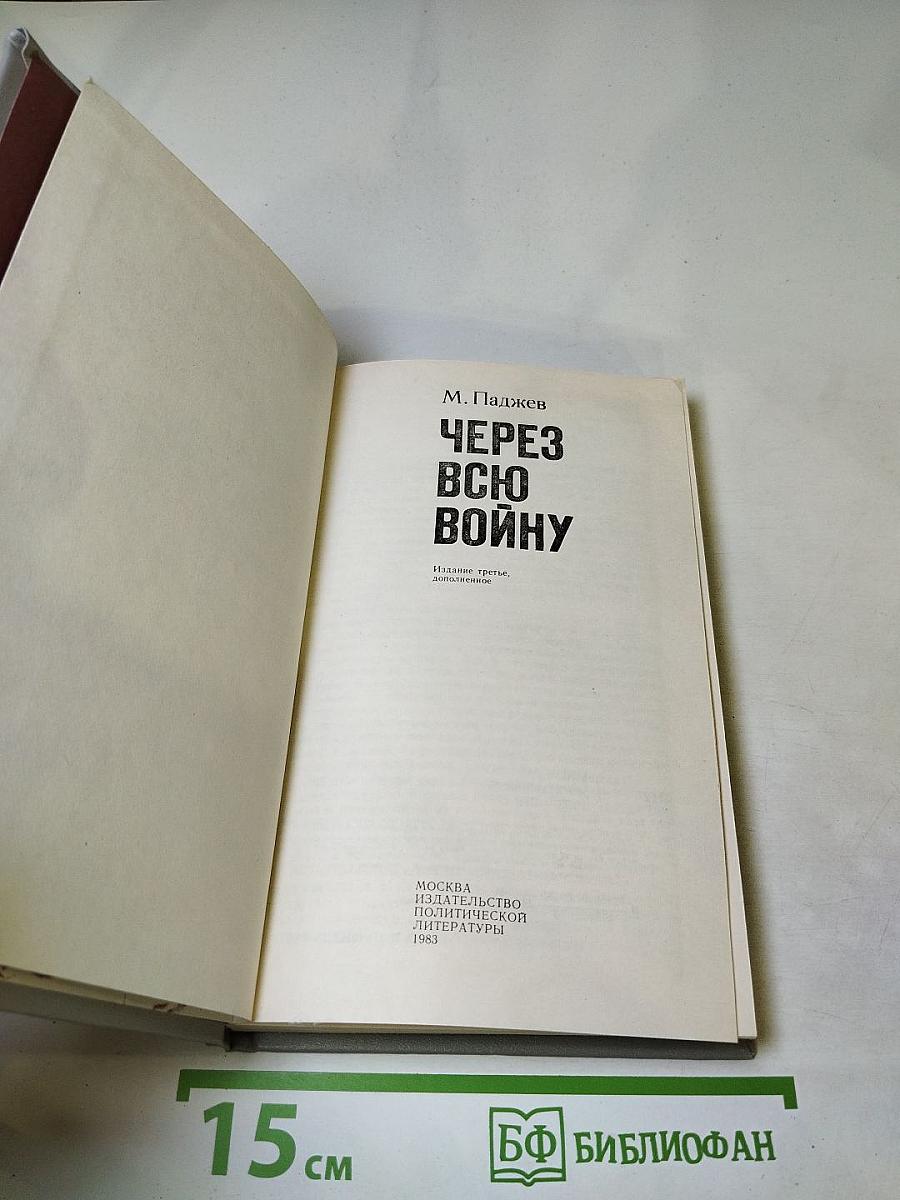 М. Паджев
ЧЕРЕЗ
ВСЮ
ВОЙНУ
Издание третье,
дополненное
МОСКВА
ИЗДАТЕЛЬСТВО
ПОЛИТИЧЕСКОЙ
ЛИТЕРАТУРЫ
1983
15 см
БФ БИБЛИОФАН